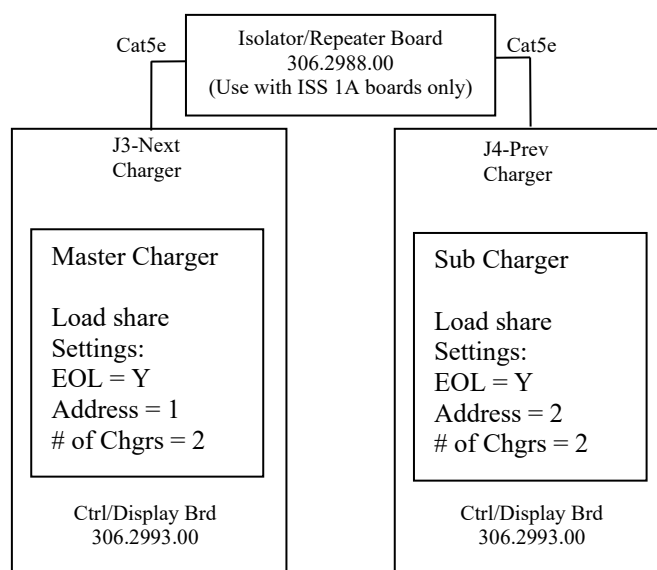 Cat5e
Isolator/Repeater Board
306.2988.00
(Use with ISS 1A boards only)
Cat5e
J3-Next
Charger
Master Charger
Load share
Settings:
EOL = Y
Address = 1
# of Chgrs = 2
Ctrl/Display Brd
306.2993.00
J4-Prev
Charger
Sub Charger
Load share
Settings:
EOL = Y
Address = 2
# of Chgrs = 2
Ctrl/Display Brd
306.2993.00